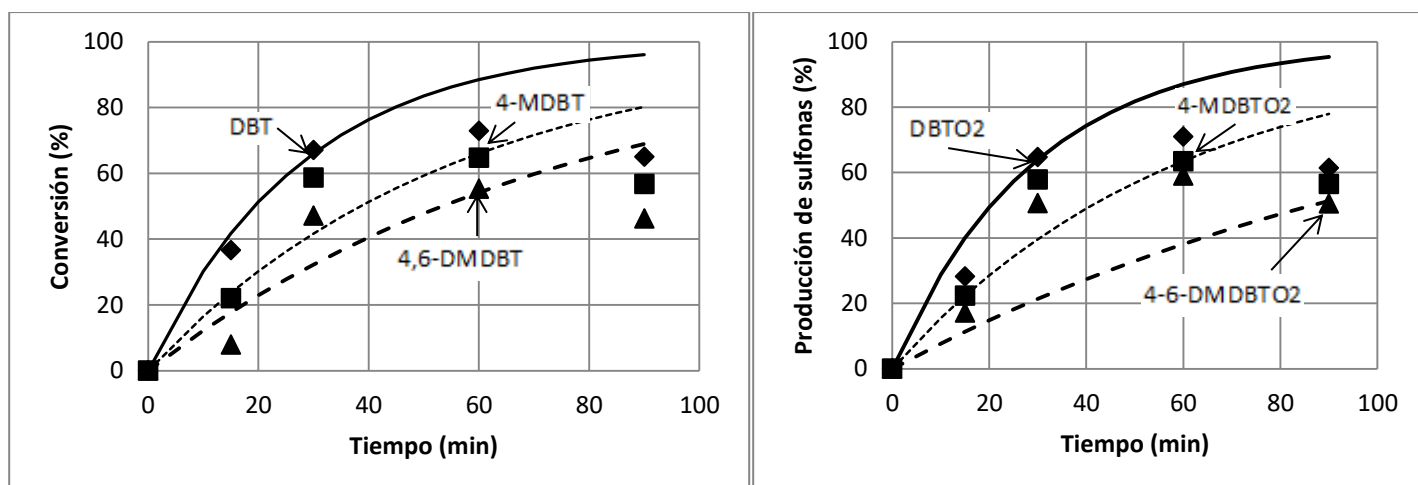 100
80
60
40
20
0
Conversión (%)
DBT
4-MDBT
4,6-DMDBT
0 20 40 60 80 100
Tiempo (min)
100
80
60
40
20
0
Producción de sulfonas (%)
DBTO2
4-MDBTO2
4-6-DMDBTO2
0 20 40 60 80 100
Tiempo (min)